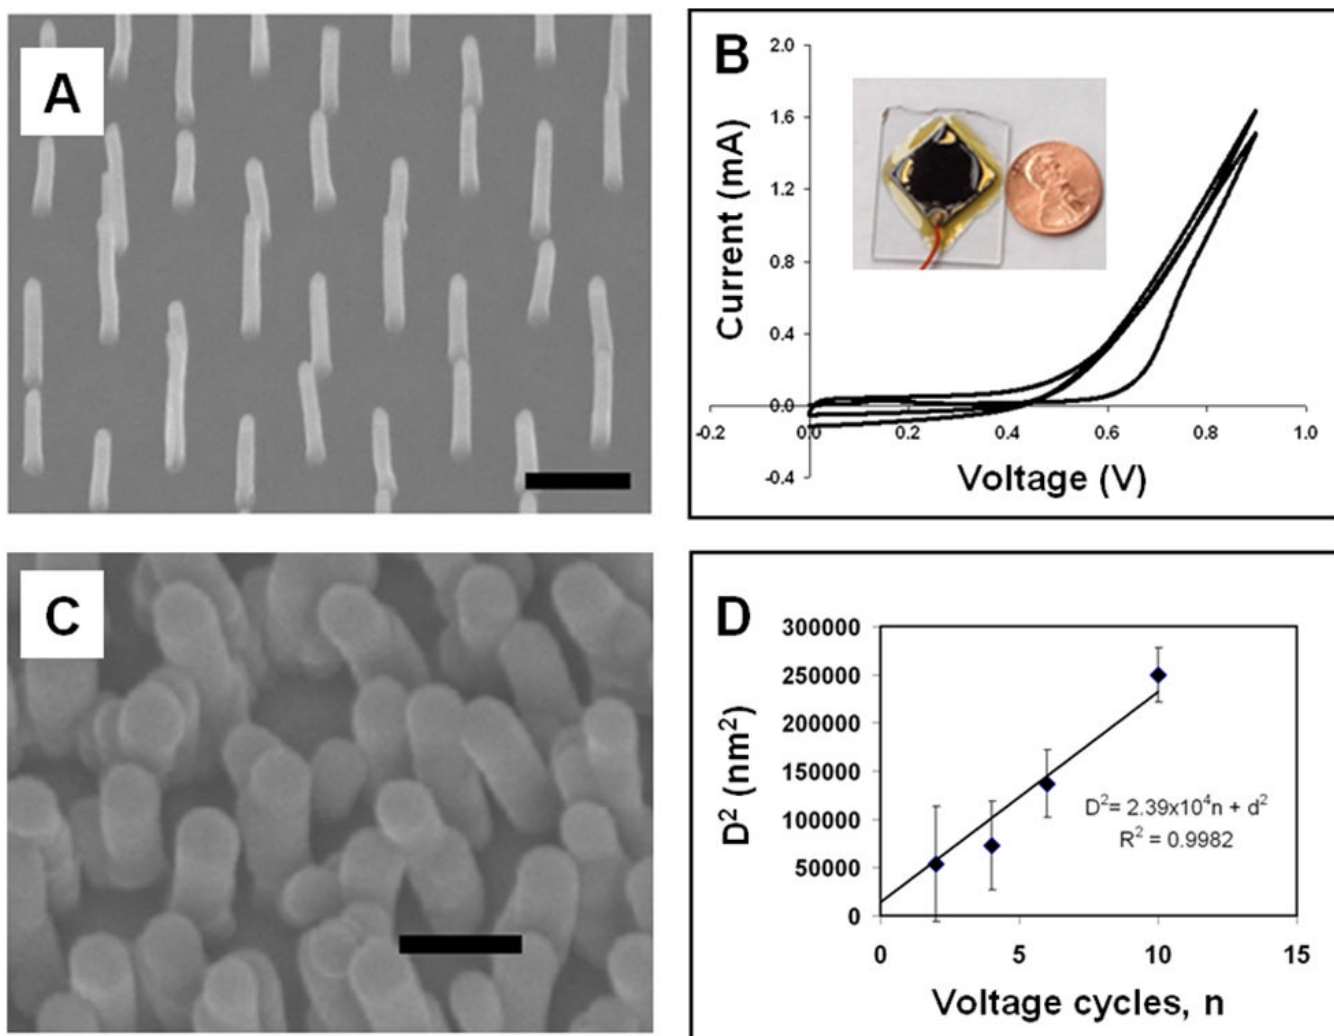 A
B
2.0
1.6
1.2
0.8
0.4
0.0
-0.4
-0.2
0.0
0.2
0.4
0.6
0.8
1.0
Current (mA)
Voltage (V)
C
D
300000
250000
200000
150000
100000
50000
0
0
5
10
15
D² (nm²)
D²= 2.39x10⁴n + d²
R² = 0.9982
Voltage cycles, n